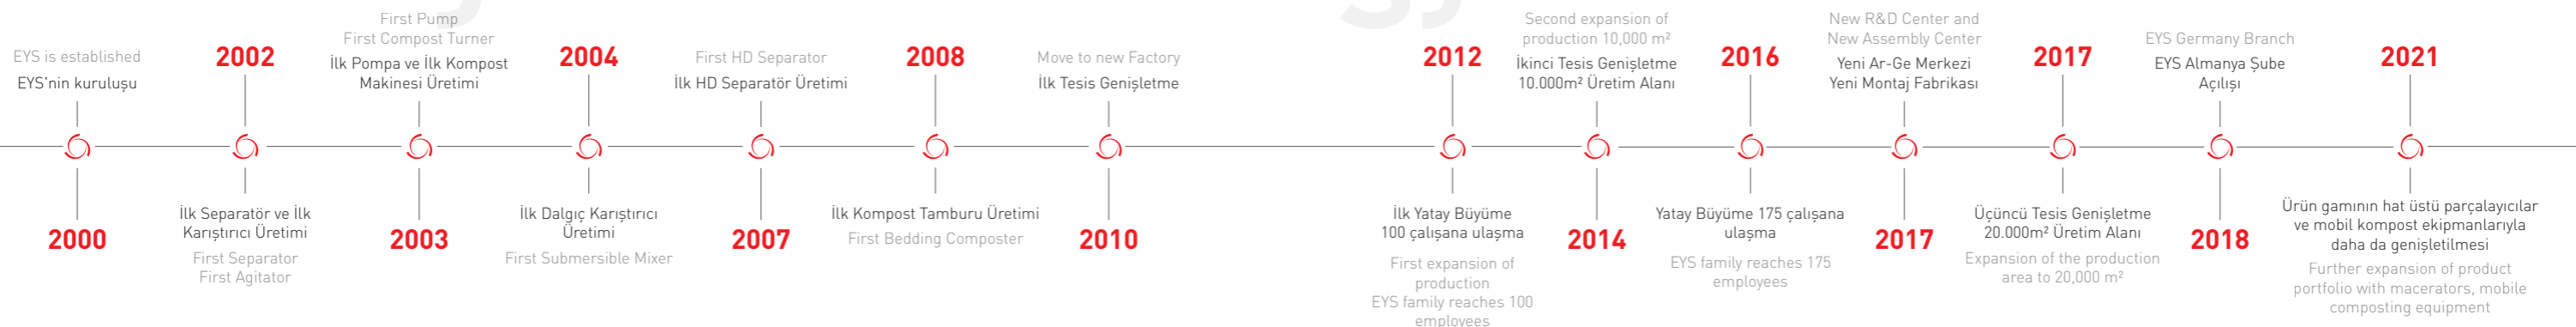 EYS is established
EYS'nin kuruluşu
2000
2002
İlk Separatör ve İlk
Karıştırıcı Üretimi
First Separator
First Agitator
First Pump
First Compost Turner
İlk Pompa ve İlk Kompost
Makinesi Üretimi
2003
2004
İlk Dalgıç Karıştırıcı
Üretimi
First Submersible Mixer
First HD Separator
İlk HD Separatör Üretimi
2007
2008
İlk Kompost Tamburu Üretimi
First Bedding Composter
Move to new Factory
İlk Tesis Genişletme
2010
2012
İlk Yatay Büyüme
100 çalışana ulaşma
First expansion of
production
EYS family reaches 100
employees
Second expansion of
production 10,000 m²
İkinci Tesis Genişletme
10.000m² Üretim Alanı
2014
2016
Yatay Büyüme 175 çalışana
ulaşma
EYS family reaches 175
employees
New R&D Center and
New Assembly Center
Yeni Ar-Ge Merkezi
Yeni Montaj Fabrikası
2017
2017
Üçüncü Tesis Genişletme
20.000m² Üretim Alanı
Expansion of the production
area to 20,000 m²
EYS Germany Branch
EYS Almanya Şube
Açılışı
2018
2021
Ürün gamının hat üstü parçalayıcılar
ve mobil kompost ekipmanlarıyla
daha da genişletilmesi
Further expansion of product
portfolio with macerators, mobile
composting equipment